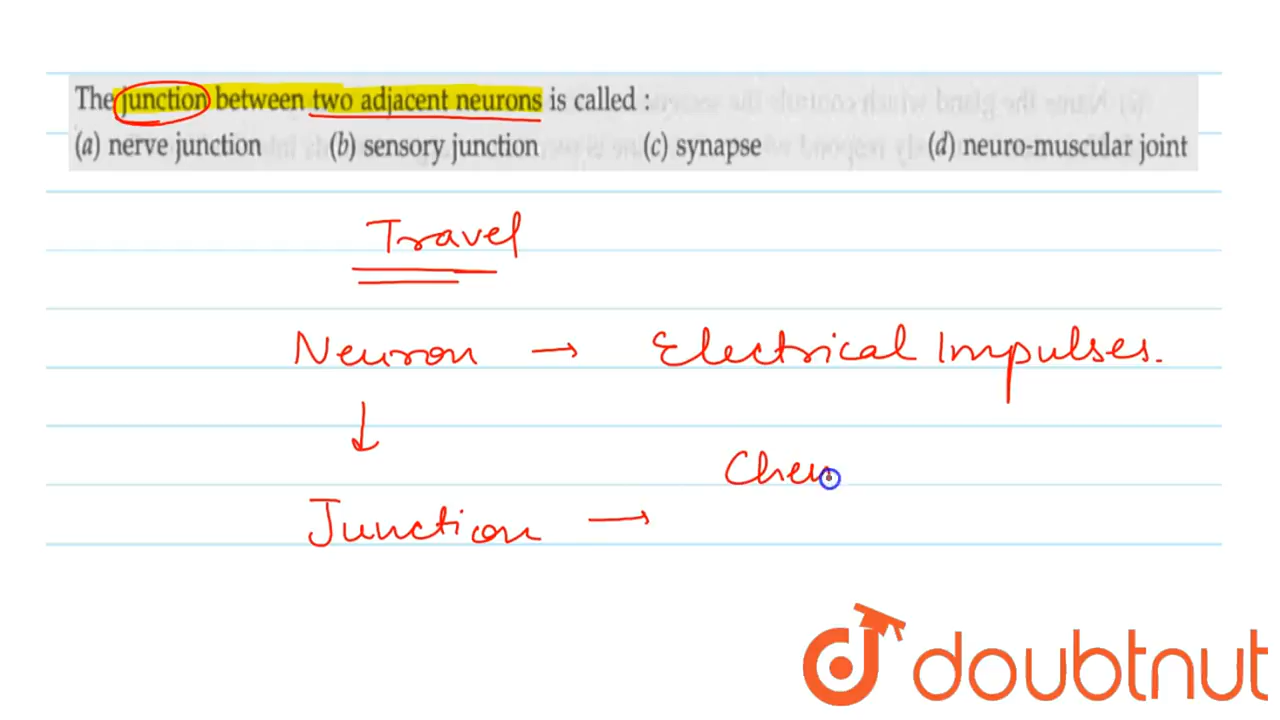 The junction between two adjacent neurons is called :
(a) nerve junction (b) sensory junction (c) synapse (d) neuro-muscular joint
Travel
Neuron → Electrical Impulses.
↓
Chem
Junction →
doubtnut